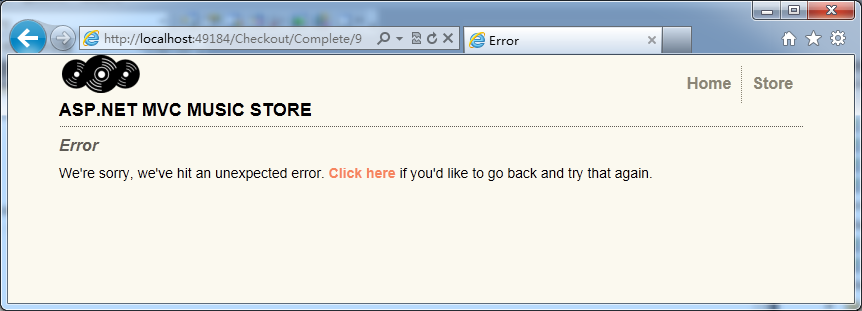 http://localhost:49184/Checkout/Complete/9
Error
Home
Store
ASP.NET MVC MUSIC STORE
Error
We're sorry, we've hit an unexpected error. Click here if you'd like to go back and try that again.